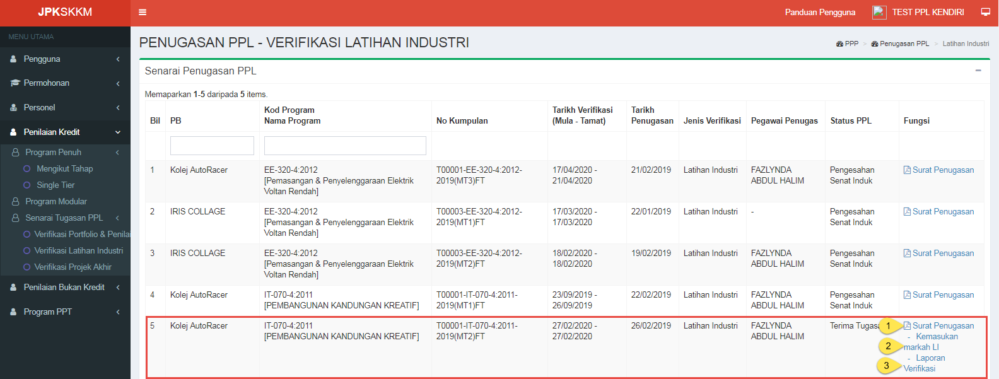 JPKSKKM
Panduan Pengguna
TEST PPL KENDIRI
MENU UTAMA
Pengguna
Permohonan
Personel
Penilaian Kredit
Program Penuh
Mengikut Tahap
Single Tier
Program Modular
Senarai Tugasan PPL
Verifikasi Portfolio & Penilai
Verifikasi Latihan Industri
Verifikasi Projek Akhir
Penilaian Bukan Kredit
Program PPT
PENUGASAN PPL - VERIFIKASI LATIHAN INDUSTRI
PPP > Penugasan PPL > Latihan Industri
Senarai Penugasan PPL
Memaparkan 1-5 daripada 5 items.
Bil
PB
Kod Program
Nama Program
No Kumpulan
Tarikh Verifikasi
(Mula - Tamat)
Tarikh
Penugasan
Jenis Verifikasi
Pegawai Penugas
Status PPL
Fungsi
1
Kolej AutoRacer
EE-320-4:2012
[Pemasangan & Penyelenggaraan Elektrik
Voltan Rendah]
T00001-EE-320-4:2012-
2019(MT3)FT
17/04/2020 -
21/04/2020
21/02/2019
Latihan Industri
FAZLYNDA
ABDUL HALIM
Pengesahan
Senat Induk
Surat Penugasan
2
IRIS COLLAGE
EE-320-4:2012
[Pemasangan & Penyelenggaraan Elektrik
Voltan Rendah]
T00003-EE-320-4:2012-
2019(MT1)FT
17/03/2020 -
17/03/2020
22/01/2019
Latihan Industri
-
Pengesahan
Senat Induk
Surat Penugasan
3
IRIS COLLAGE
EE-320-4:2012
[Pemasangan & Penyelenggaraan Elektrik
Voltan Rendah]
T00003-EE-320-4:2012-
2019(MT2)FT
18/02/2020 -
18/02/2020
19/02/2019
Latihan Industri
FAZLYNDA
ABDUL HALIM
Pengesahan
Senat Induk
Surat Penugasan
4
Kolej AutoRacer
IT-070-4:2011
[PEMBANGUNAN KANDUNGAN KREATIF]
T00001-IT-070-4:2011-
2019(MT1)FT
23/09/2019 -
26/09/2019
22/02/2019
Latihan Industri
FAZLYNDA
ABDUL HALIM
Pengesahan
Senat Induk
Surat Penugasan
5
Kolej AutoRacer
IT-070-4:2011
[PEMBANGUNAN KANDUNGAN KREATIF]
T00001-IT-070-4:2011-
2019(MT2)FT
27/02/2020 -
27/02/2020
26/02/2019
Latihan Industri
FAZLYNDA
ABDUL HALIM
Terima Tugasa
1
Surat Penugasan
- Kemasukan
2
markah LI
- Laporan
3
Verifikasi